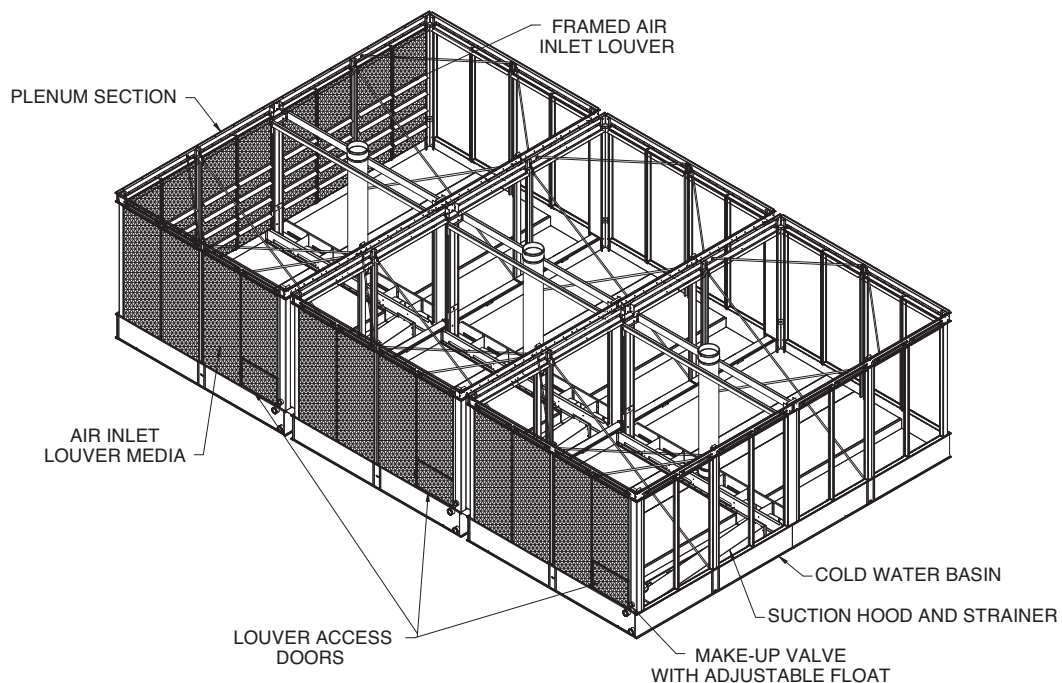 FRAMED AIR
INLET LOUVER
PLENUM SECTION
AIR INLET
LOUVER MEDIA
COLD WATER BASIN
SUCTION HOOD AND STRAINER
LOUVER ACCESS
DOORS
MAKE-UP VALVE
WITH ADJUSTABLE FLOAT